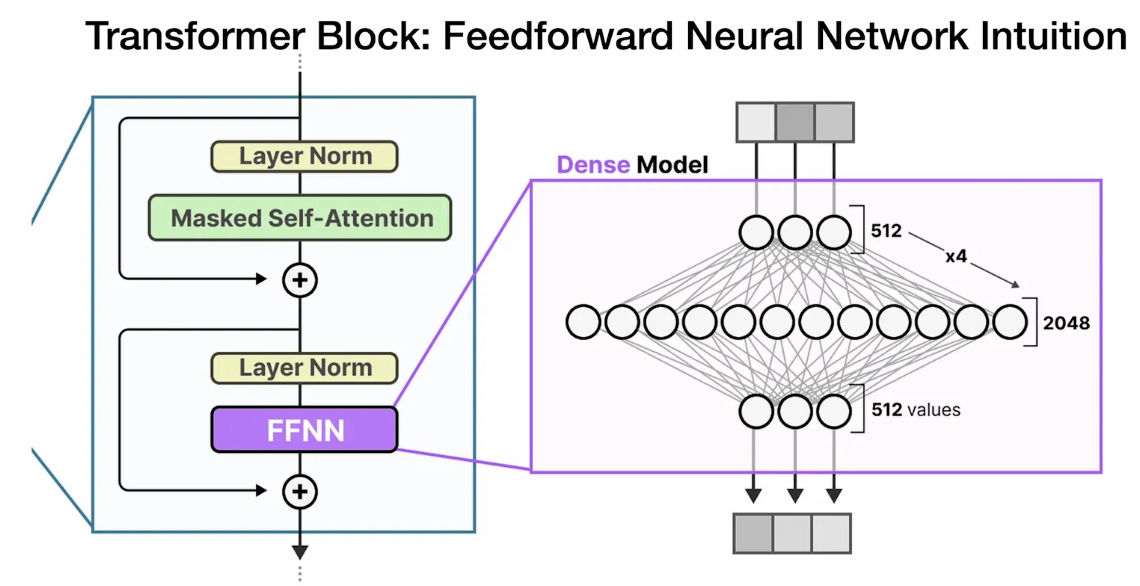 Transformer Block: Feedforward Neural Network Intuition
Layer Norm
Masked Self-Attention
+
Layer Norm
FFNN
+
Dense Model
512
x4
2048
512 values